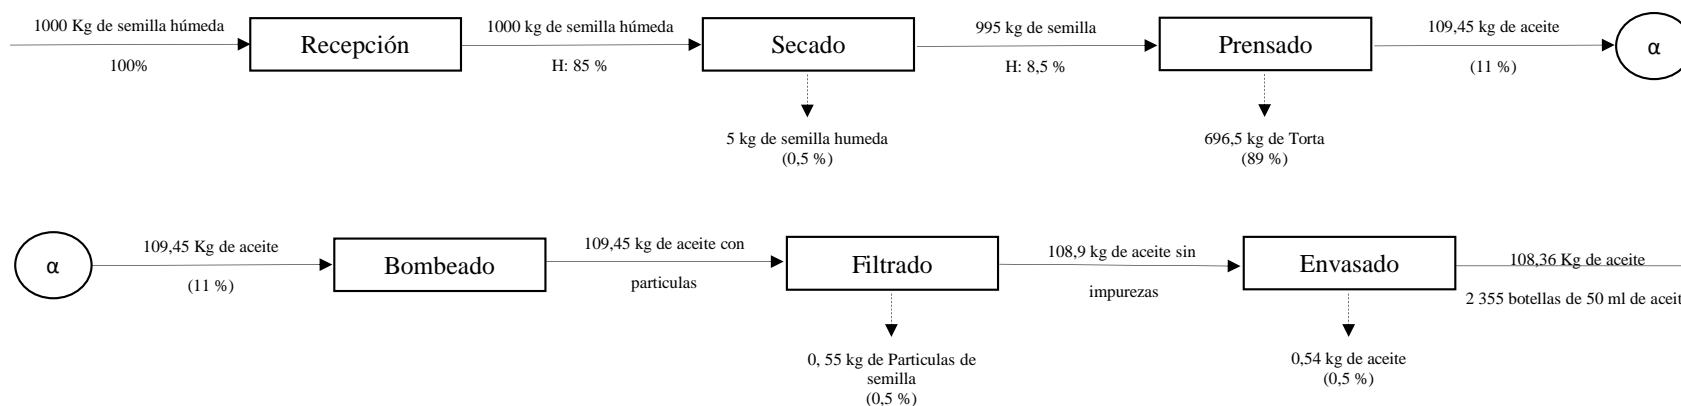 1000 Kg de semilla húmeda
100%
Recepción
1000 kg de semilla húmeda
H: 85 %
Secado
995 kg de semilla
H: 8,5 %
Prensado
109,45 kg de aceite
(11 %)
α
5 kg de semilla humeda
(0,5 %)
696,5 kg de Torta
(89 %)
α
109,45 Kg de aceite
(11 %)
Bombeado
109,45 kg de aceite con
particulas
Filtrado
108,9 kg de aceite sin
impurezas
Envasado
108,36 Kg de aceite
2 355 botellas de 50 ml de aceit
0, 55 kg de Particulas de
semilla
(0,5 %)
0,54 kg de aceite
(0,5 %)